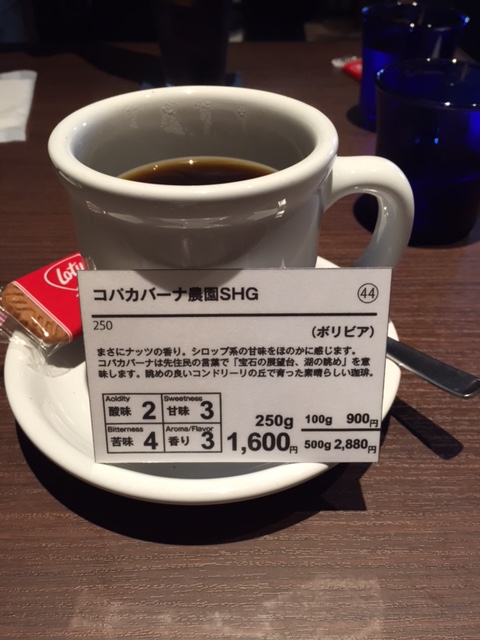 Lotu
コパカバーナ農園SHG
44
250
(ボリビア)
まさにナッツの香り。シロップ系の甘味をほのかに感じます。
コパカバーナは先住民の言葉で「宝石の展望台、湖の眺め」を意
味します。眺めの良いコンドリーリの丘で育った素晴らしい珈琲。
Acidity 酸味 2
Sweetness 甘味 3
Bitterness 苦味 4
Aroma/Flavor 香り 3
250g
1,600円
100g 900円
500g 2,880円